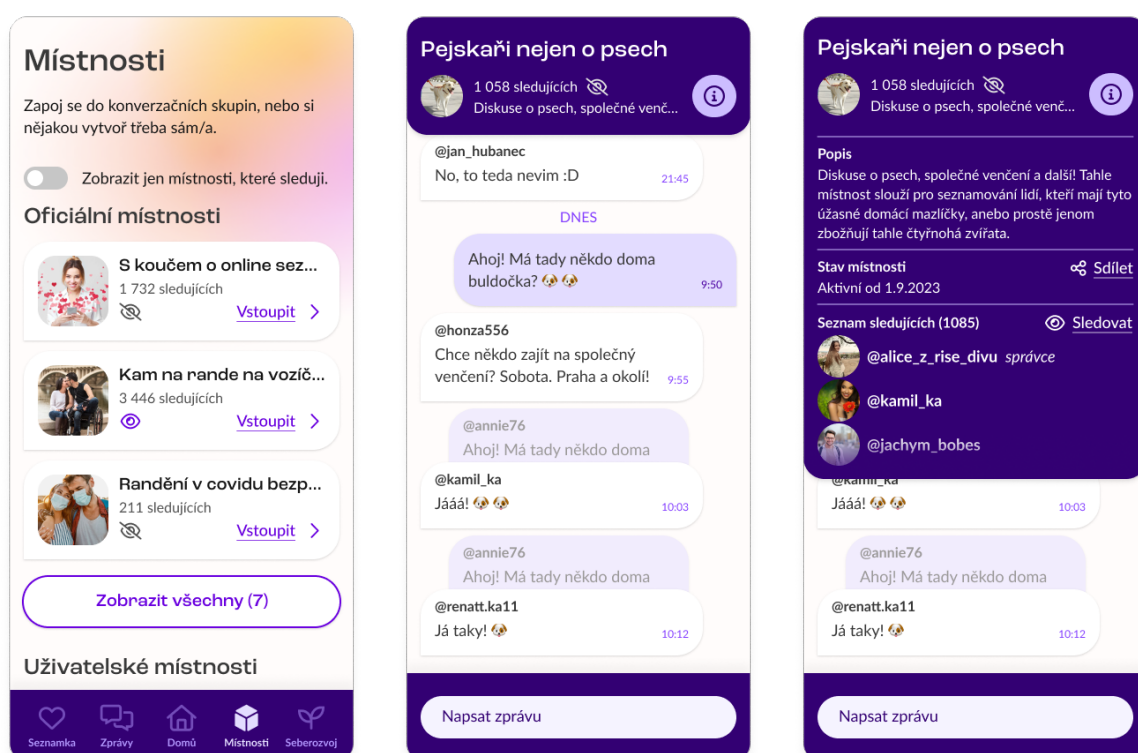 Místnosti
Zapoj se do konverzačních skupin, nebo si
nějakou vytvoř třeba sám/a.
Zobrazit jen místnosti, které sleduji.
Oficiální místnosti
S koučem o online sez...
1 732 sledujících
Vstoupit
Kam na rande na vozíč...
3 446 sledujících
Vstoupit
Randění v covidu bezp...
211 sledujících
Vstoupit
Zobrazit všechny (7)
Uživatelské místnosti
Seznamka
Zprávy
Domů
Místnosti
Seberozvoj
Pejskaři nejen o psech
1 058 sledujících
Diskuse o psech, společné venč...
@jan_hubanec
No, to teda nevim :D
21:45
DNES
Ahoj! Má tady někdo doma
buldočka? 🐶 🐶
9:50
@honza556
Chce někdo zajít na společný
venčení? Sobota. Praha a okolí!
9:55
@annie76
Ahoj! Má tady někdo doma
@kamil_ka
Jááá! 🐶 🐶
10:03
@annie76
Ahoj! Má tady někdo doma
@renatt.ka11
Já taky! 🐶
10:12
Napsat zprávu
Pejskaři nejen o psech
1 058 sledujících
Diskuse o psech, společné venč...
Popis
Diskuse o psech, společné venčení a další! Tahle
místnost slouží pro seznamování lidí, kteří mají tyto
úžasné domácí mazlíčky, anebo prostě jenom
zbožňují tahle čtyřnohá zvířata.
Stav místnosti
Sdílet
Aktivní od 1.9.2023
Seznam sledujících (1085)
Sledovat
@alice_z_rise_divu správce
@kamil_ka
@jachym_bobes
@kamil_ka
Jááá! 🐶 🐶
10:03
@annie76
Ahoj! Má tady někdo doma
@renatt.ka11
Já taky! 🐶
10:12
Napsat zprávu